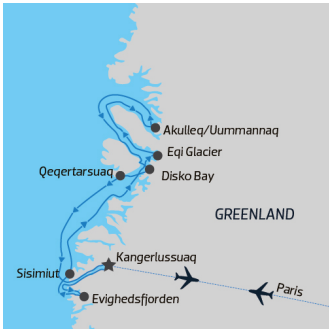 Akulleq/Uummannaq
Eqi Glacier
Qeqertarsuaq
Disko Bay
GREENLAND
Kangerlussuaq
Sisimiut
Paris
Evighedsfjorden